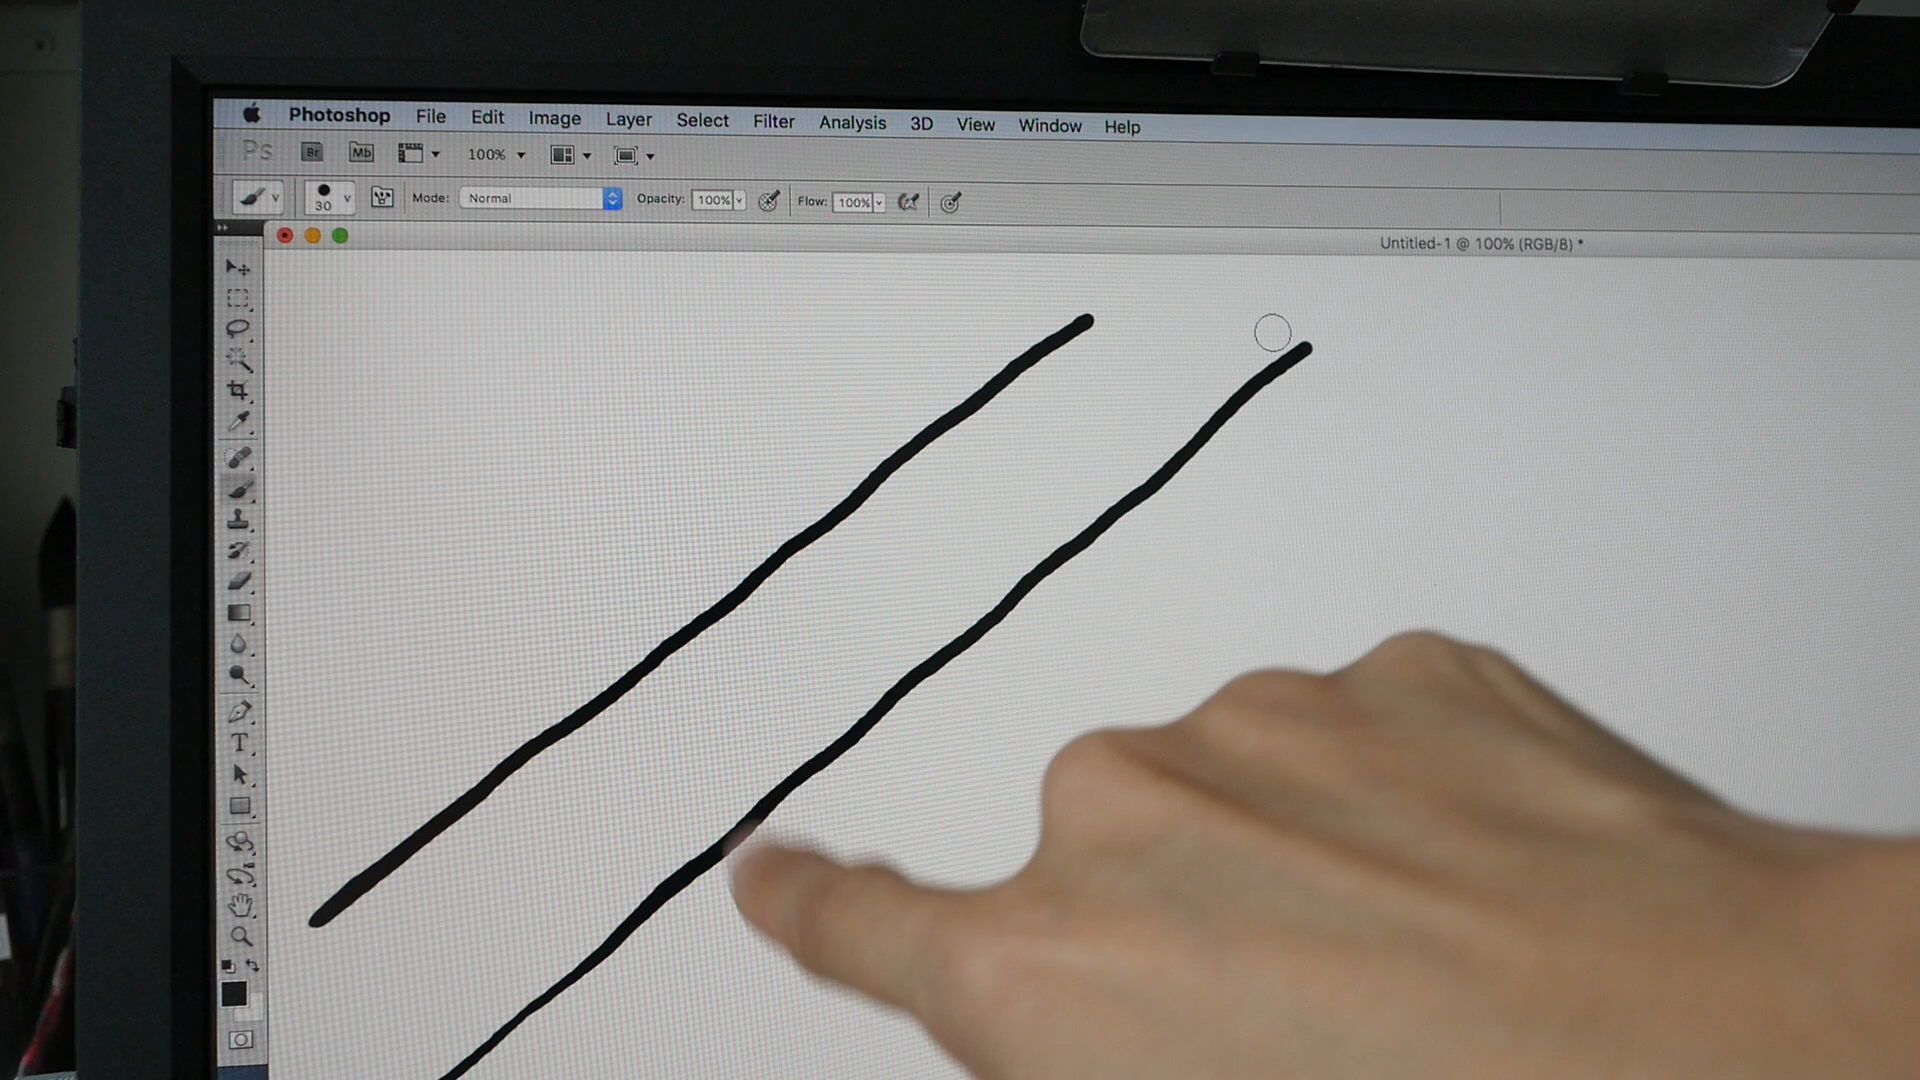 Photoshop File Edit Image Layer Select Filter Analysis 3D View Window Help
Ps Br Mb 100%
30 Mode: Normal Opacity: 100% Flow: 100%
Untitled-1 @ 100% (RGB/8) *
T